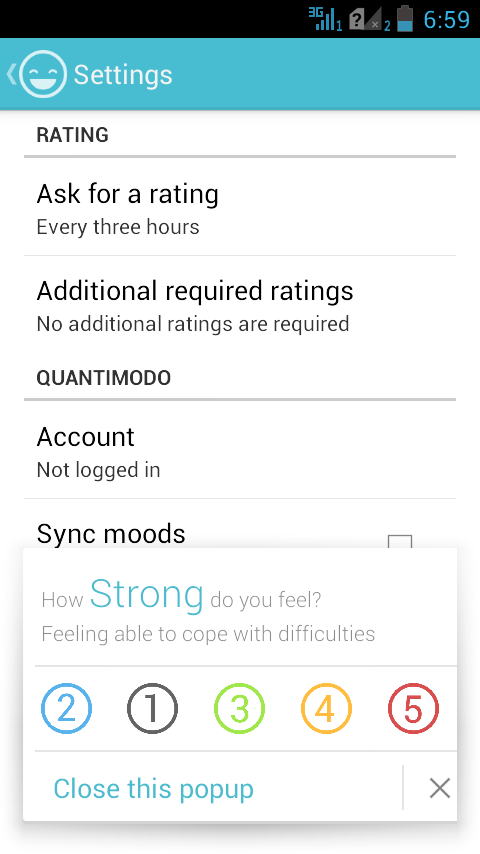 3G 1 ? 2 6:59
Settings
RATING
Ask for a rating
Every three hours
Additional required ratings
No additional ratings are required
QUANTIMODO
Account
Not logged in
Sync moods
How Strong do you feel?
Feeling able to cope with difficulties
2 1 3 4 5
Close this popup